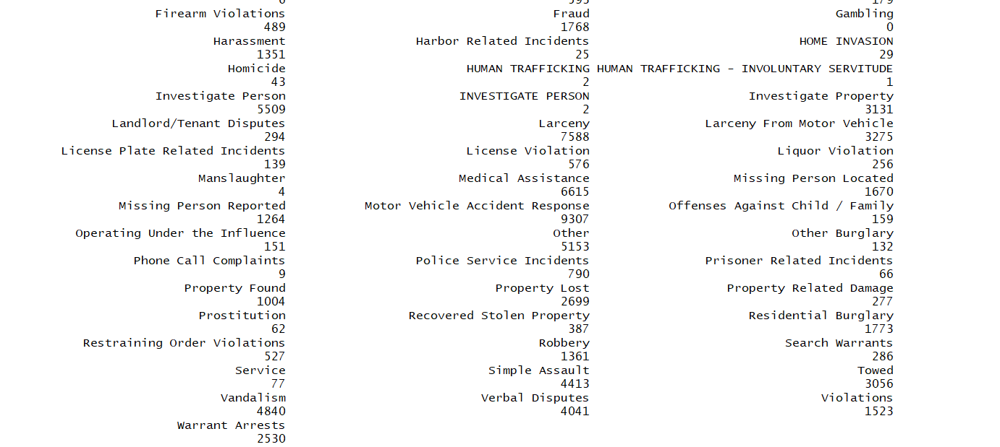 Firearm Violations Fraud Gambling
489 1768 0
Harassment Harbor Related Incidents HOME INVASION
1351 25 29
Homicide HUMAN TRAFFICKING HUMAN TRAFFICKING - INVOLUNTARY SERVITUDE
43 2 1
Investigate Person INVESTIGATE PERSON Investigate Property
5509 2 3131
Landlord/Tenant Disputes Larceny Larceny From Motor Vehicle
294 7588 3275
License Plate Related Incidents License Violation Liquor Violation
139 576 256
Manslaughter Medical Assistance Missing Person Located
4 6615 1670
Missing Person Reported Motor Vehicle Accident Response Offenses Against Child / Family
1264 9307 159
Operating Under the Influence Other Other Burglary
151 5153 132
Phone Call Complaints Police Service Incidents Prisoner Related Incidents
9 790 66
Property Found Property Lost Property Related Damage
1004 2699 277
Prostitution Recovered Stolen Property Residential Burglary
62 387 1773
Restraining Order Violations Robbery Search Warrants
527 1361 286
Service Simple Assault Towed
77 4413 3056
Vandalism Verbal Disputes Violations
4840 4041 1523
Warrant Arrests
2530